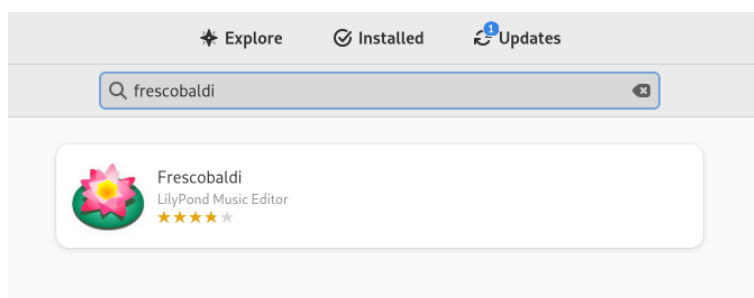 Explore Installed 1 Updates
frescobaldi
Frescobaldi
LilyPond Music Editor